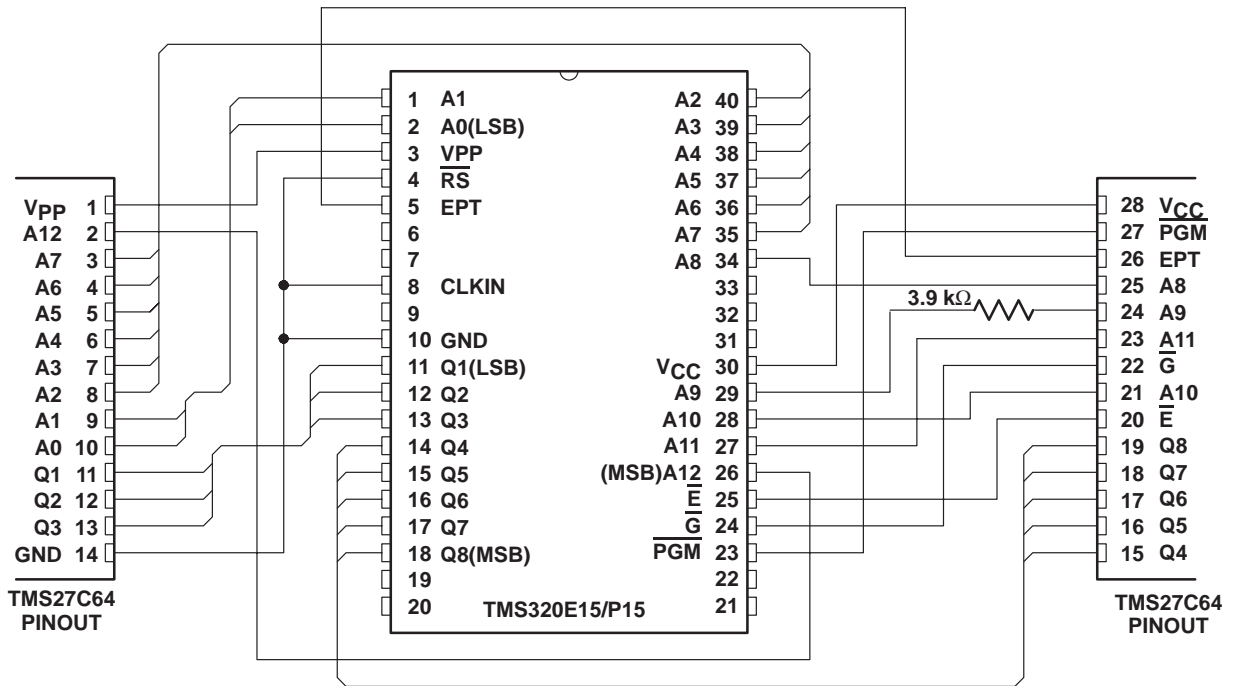 VPP 1
A12 2
A7 3
A6 4
A5 5
A4 6
A3 7
A2 8
A1 9
A0 10
Q1 11
Q2 12
Q3 13
GND 14
TMS27C64
PINOUT
1 A1
2 A0(LSB)
3 VPP
4 RS
5 EPT
6
7
8 CLKIN
9
10 GND
11 Q1(LSB)
12 Q2
13 Q3
14 Q4
15 Q5
16 Q6
17 Q7
18 Q8(MSB)
19
20
TMS320E15/P15
A2 40
A3 39
A4 38
A5 37
A6 36
A7 35
A8 34
33
32
31
VCC 30
A9 29
A10 28
A11 27
(MSB)A12 26
E 25
G 24
PGM 23
22
21
3.9 kΩ
28 VCC
27 PGM
26 EPT
25 A8
24 A9
23 A11
22 G
21 A10
20 E
19 Q8
18 Q7
17 Q6
16 Q5
15 Q4
TMS27C64
PINOUT